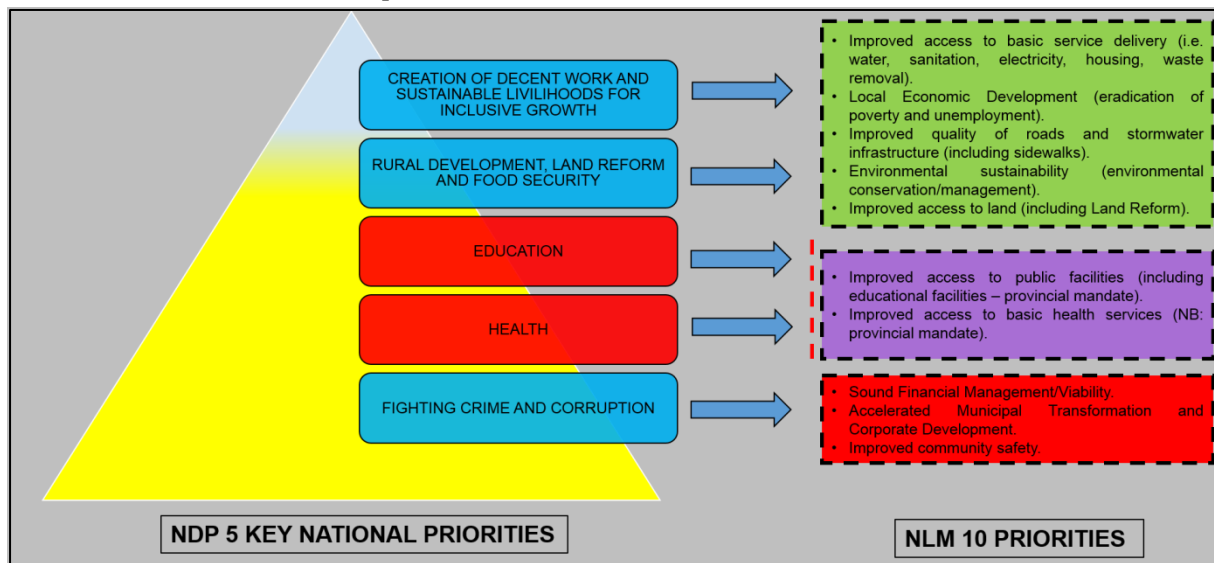 CREATION OF DECENT WORK AND
SUSTAINABLE LIVILIHOODS FOR
INCLUSIVE GROWTH
RURAL DEVELOPMENT, LAND REFORM
AND FOOD SECURITY
EDUCATION
HEALTH
FIGHTING CRIME AND CORRUPTION
NDP 5 KEY NATIONAL PRIORITIES
• Improved access to basic service delivery (i.e.
water, sanitation, electricity, housing, waste
removal).
• Local Economic Development (eradication of
poverty and unemployment).
• Improved quality of roads and stormwater
infrastructure (including sidewalks).
• Environmental sustainability (environmental
conservation/management).
• Improved access to land (including Land Reform).
• Improved access to public facilities (including
educational facilities – provincial mandate).
• Improved access to basic health services (NB:
provincial mandate).
• Sound Financial Management/Viability.
• Accelerated Municipal Transformation and
Corporate Development.
• Improved community safety.
NLM 10 PRIORITIES